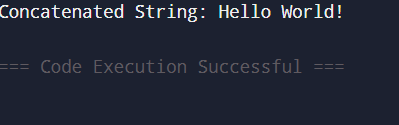 Concatenated String: Hello World!
=== Code Execution Successful ===